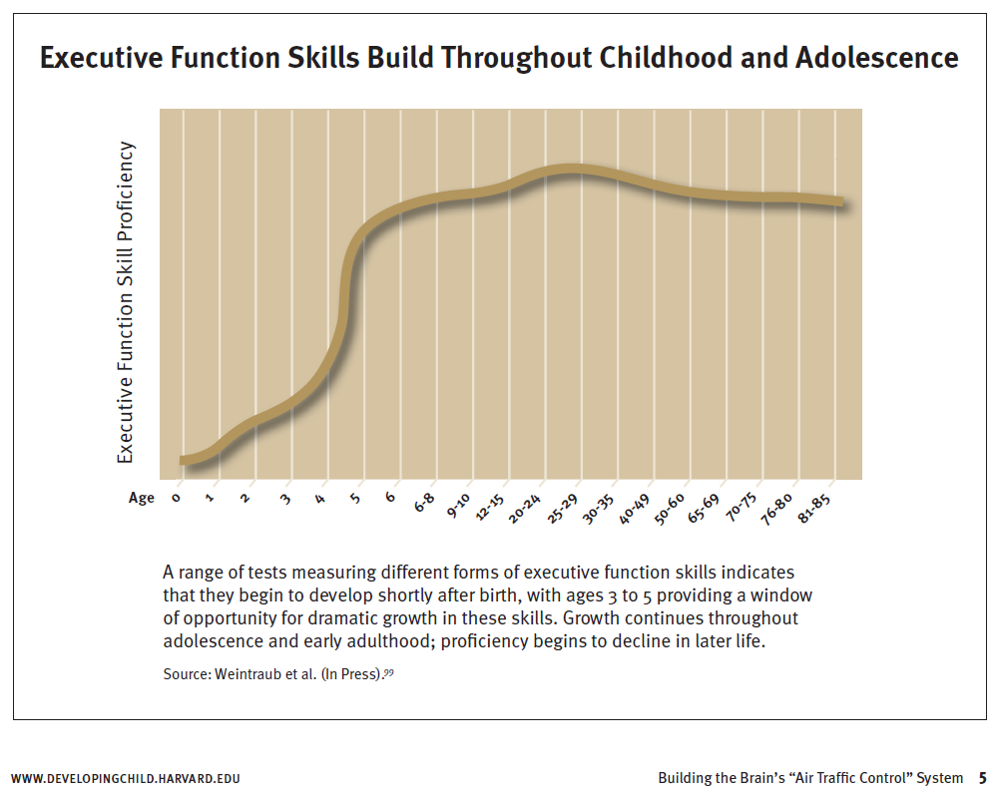 Executive Function Skills Build Throughout Childhood and Adolescence
Executive Function Skill Proficiency
Age 0 1 2 3 4 5 6 6-8 9-10 12-15 20-24 25-29 30-35 40-49 50-60 65-69 70-75 76-80 81-85
A range of tests measuring different forms of executive function skills indicates
that they begin to develop shortly after birth, with ages 3 to 5 providing a window
of opportunity for dramatic growth in these skills. Growth continues throughout
adolescence and early adulthood; proficiency begins to decline in later life.
Source: Weintraub et al. (In Press).99
WWW.DEVELOPINGCHILD.HARVARD.EDU
Building the Brain’s “Air Traffic Control” System 5